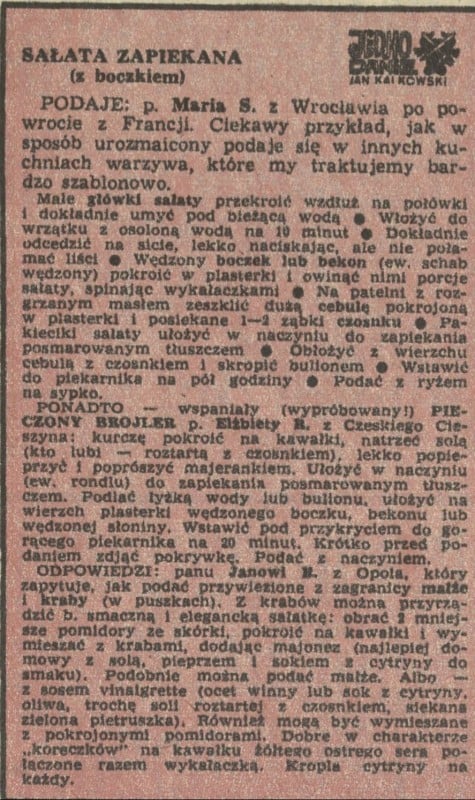 SAŁATA ZAPIEKANA
(z boczkiem)
JEDNO
DANIE
JAN KALKOWSKI
PODAJE: p. Maria S. z Wrocławia po po-
wrocie z Francji. Ciekawy przykład, jak w
sposób urozmaicony podaje się w innych ku-
chniach warzywa, które my traktujemy bar-
dzo szablonowo.
Małe główki sałaty przekroić wzdłuż na połówki
i dokładnie umyć pod bieżącą wodą ● Włożyć do
wrzątku z osoloną wodą na 10 minut ● Dokładnie
odcedzić na sicie, lekko naciskając, ale nie poła-
mać liści ● Wędzony boczek lub bekon (ew. schab
wędzony) pokroić w plasterki i owinąć nimi porcje
sałaty, spinając wykałaczkami ● Na patelni z roz-
grzanym masłem zeszklić dużą cebulę pokrojoną
w plasterki i posiekane 1—2 ząbki czosnku ● Pa-
kieciki sałaty ułożyć w naczyniu do zapiekania
posmarowanym tłuszczem ● Obłożyć z wierzchu
cebulą z czosnkiem i skropić bulionem ● Wstawić
do piekarnika na pół godziny ● Podać z ryżem
na sypko.
PONADTO — wspaniały (wypróbowany!) PIE-
CZONY BROJLER p. Elżbiety R. z Czeskiego Cie-
szyna: kurczę pokroić na kawałki, natrzeć solą
(kto lubi — roztartą z czosnkiem), lekko popie-
przyć i poprószyć majerankiem. Ułożyć w naczyniu
(ew. rondlu) do zapiekania posmarowanym tłusz-
czem. Podlać łyżką wody lub bulionu, ułożyć na
wierzch plasterki wędzonego boczku, bekonu lub
wędzonej słoniny. Wstawić pod przykryciem do go-
rącego piekarnika na 20 minut. Krótko przed po-
daniem zdjąć pokrywkę. Podać z naczyniem.
ODPOWIEDZI: panu Janowi B. z Opola, który
zapytuje, jak podać przywiezione z zagranicy małże
i kraby (w puszkach). Z krabów można przyrzą-
dzić b. smaczną i elegancką sałatkę: obrać 2 mniej-
sze pomidory ze skórki, pokroić na kawałki i wy-
mieszać z krabami, dodając majonez (najlepiej do-
mowy z solą, pieprzem i sokiem z cytryny do
smaku). Podobnie można podać małże. Albo —
z sosem vinaigrette (ocet winny lub sok z cytryny,
oliwa, trochę soli roztartej z czosnkiem, siekana
zielona pietruszka). Również mogą być wymieszane
z pokrojonymi pomidorami. Dobre w charakterze
„koreczków" na kawałku żółtego ostrego sera po-
łączone razem wykałaczką. Kropla cytryny na
każdy.